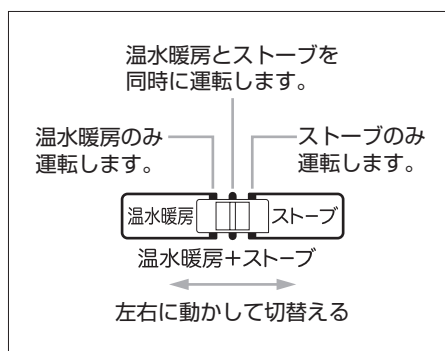 温水暖房とストーブを
同時に運転します。
温水暖房のみ
運転します。
ストーブのみ
運転します。
温水暖房
ストーブ
温水暖房＋ストーブ
左右に動かして切替える